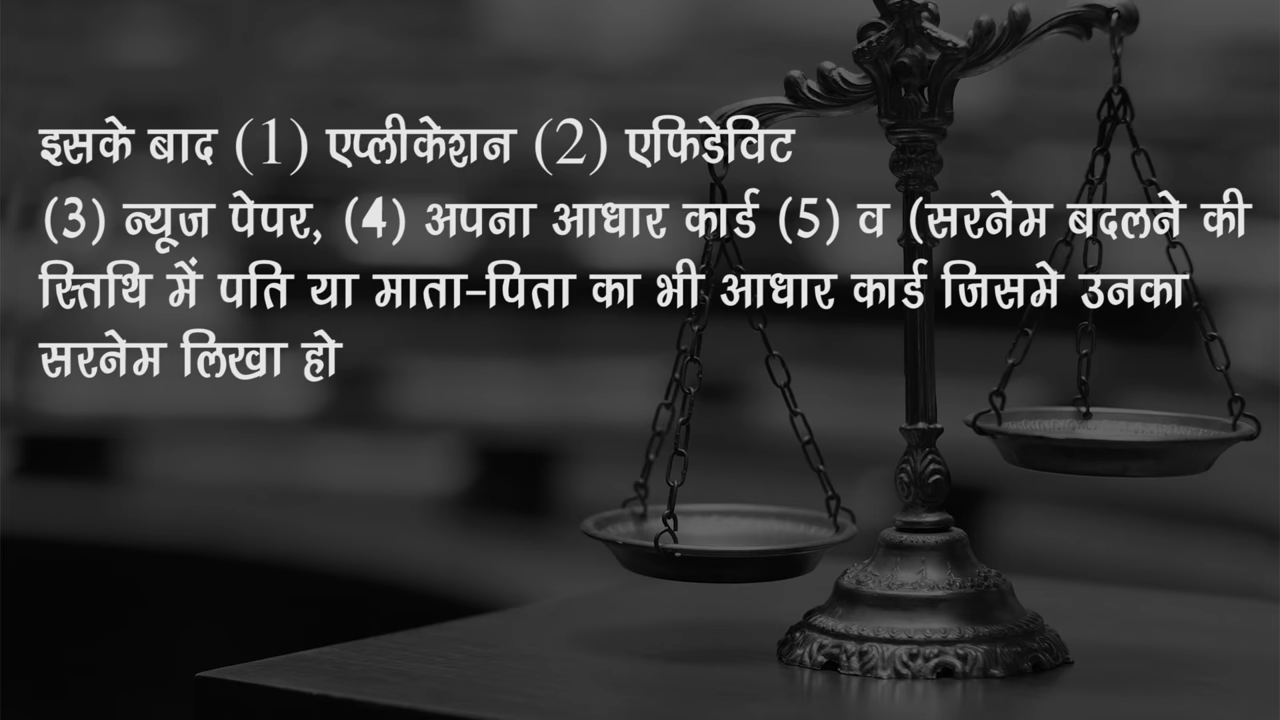 इसके बाद (1) एप्लीकेशन (2) एफिडेविट
(3) न्यूज पेपर, (4) अपना आधार कार्ड (5) व (सरनेम बदलने की
स्तिथि में पति या माता-पिता का भी आधार कार्ड जिसमे उनका
सरनेम लिखा हो